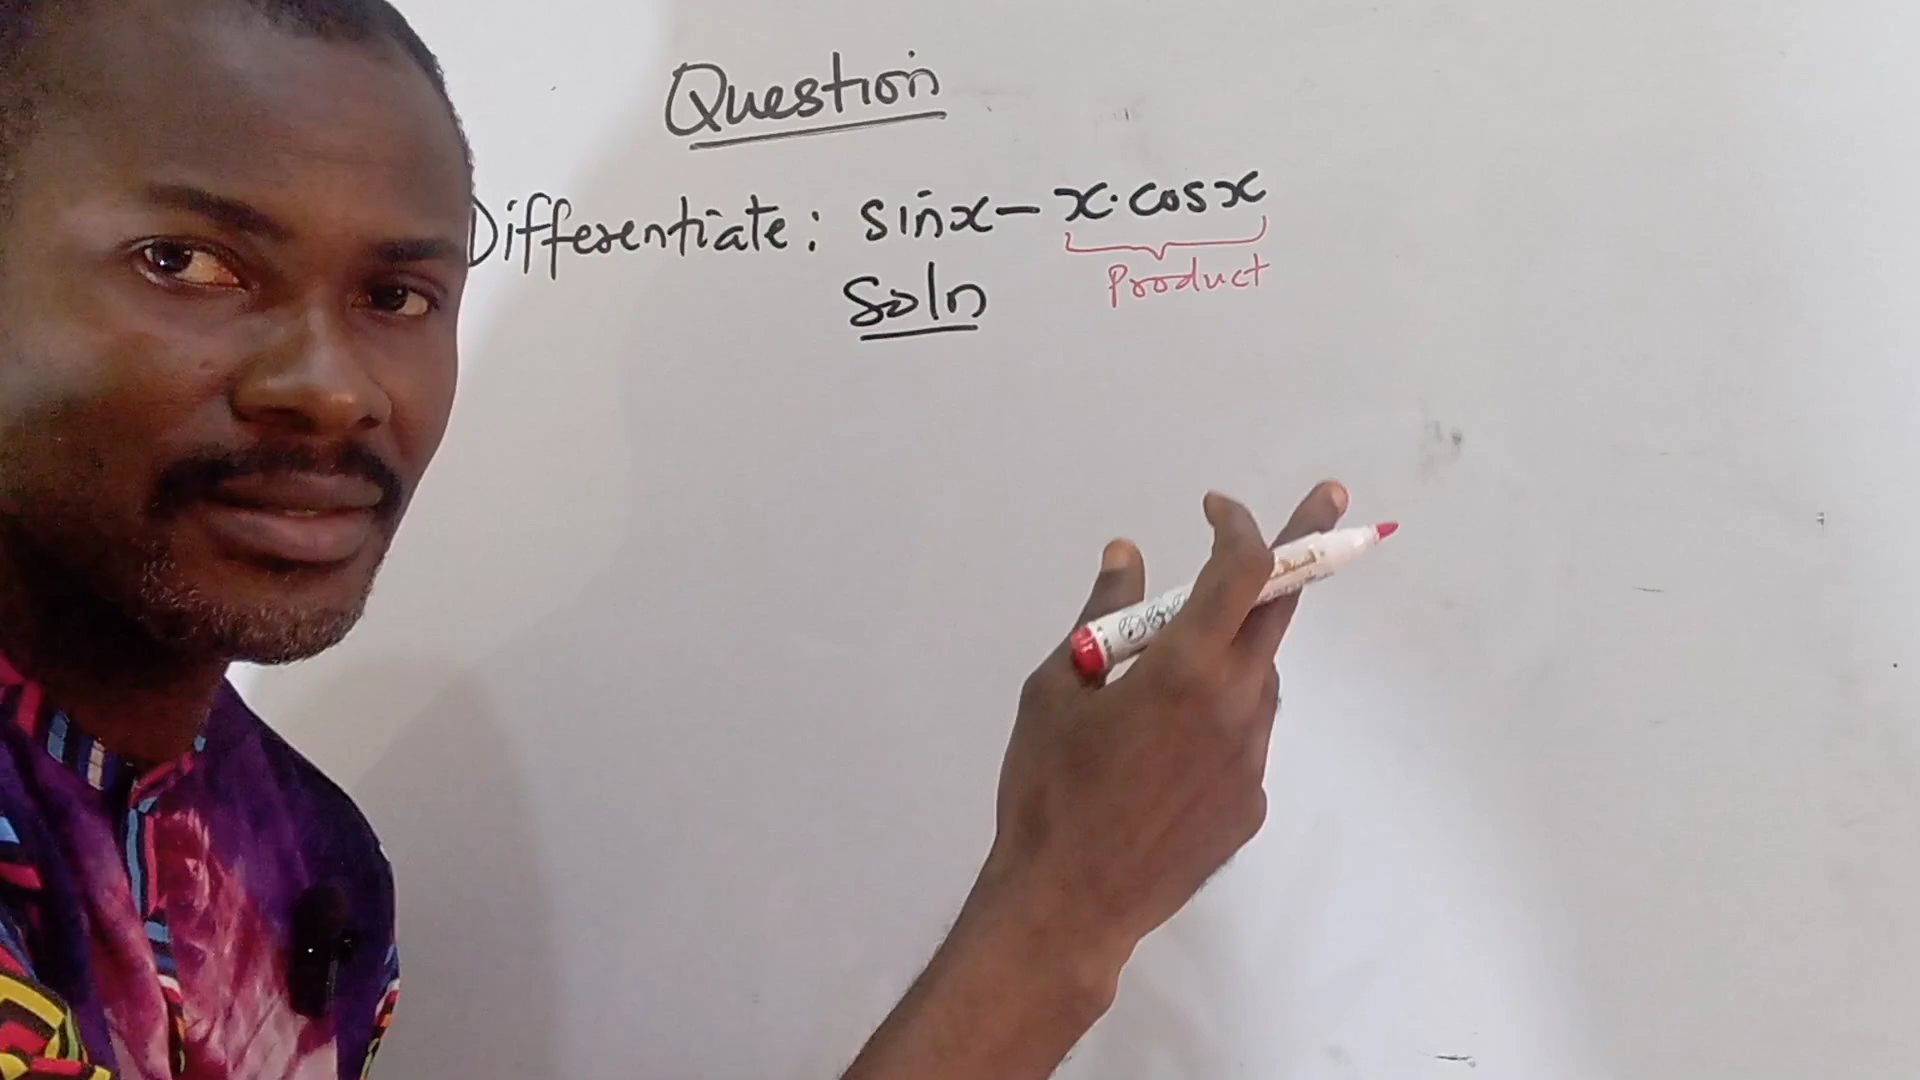 Question
Differentiate: sinx - x·cosx
Product
Soln